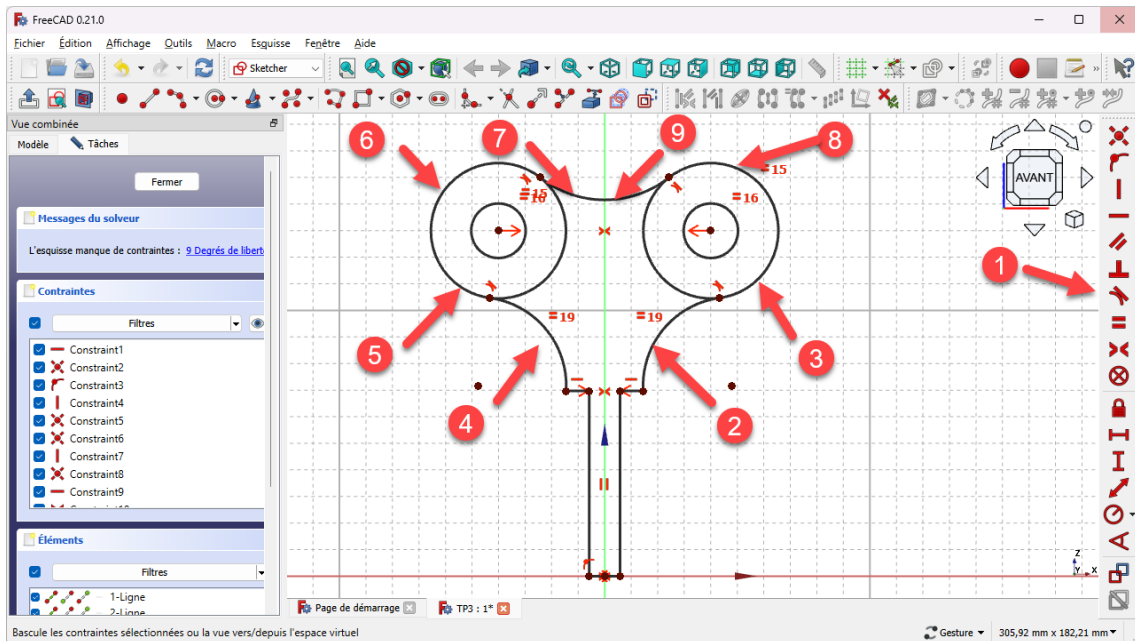 FreeCAD 0.21.0
Fichier Édition Affichage Outils Macro Esquisse Fenêtre Aide
Sketcher
Vue combinée
Modèle Tâches
Fermer
Messages du solveur
L'esquisse manque de contraintes : 9 Degrés de liberté
Contraintes
Filtres
Constraint1
Constraint2
Constraint3
Constraint4
Constraint5
Constraint6
Constraint7
Constraint8
Constraint9
Constraint10
Éléments
Filtres
1-Ligne
2-Ligne
6
7
9
8
15
15
16
16
AVANT
1
19
19
5
3
4
2
z
Y
x
Page de démarrage
TP3 : 1*
Bascule les contraintes sélectionnées ou la vue vers/depuis l'espace virtuel
Gesture
305,92 mm x 182,21 mm